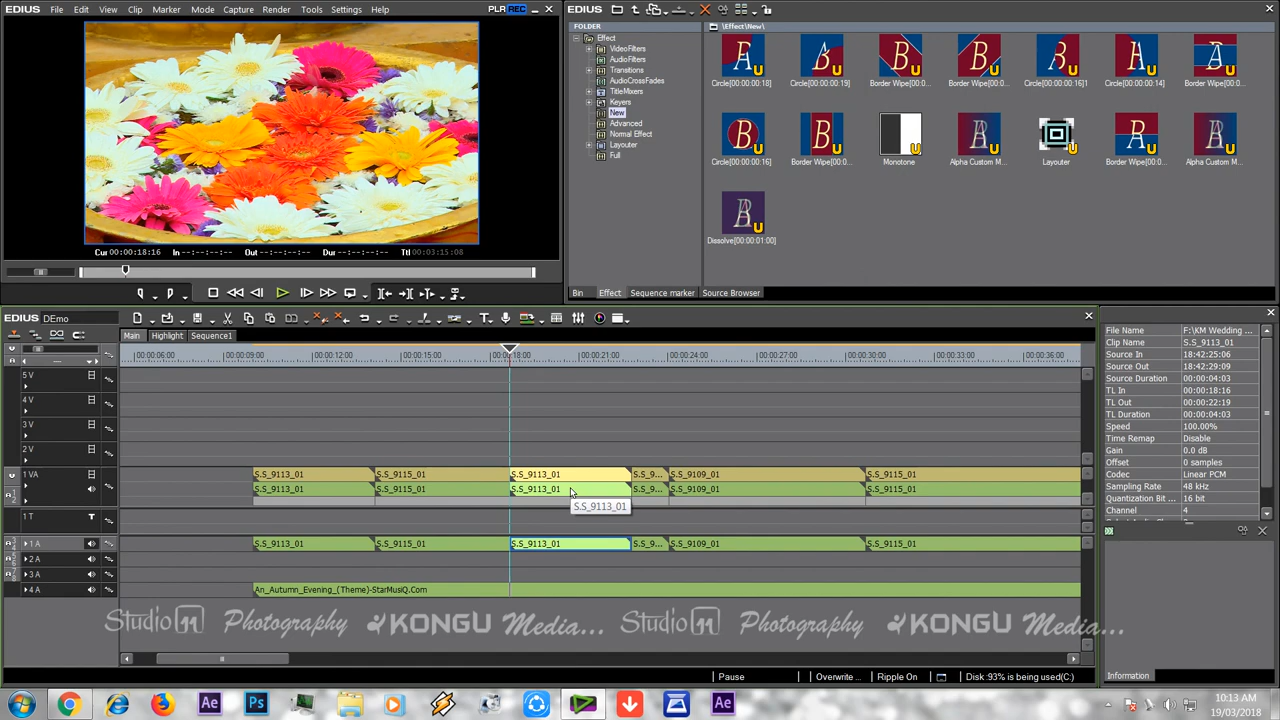 EDIUS File Edit View Clip Marker Mode Capture Render Tools Settings Help PLR REC
Cur 00:00:18:16 In --:--:--:-- Out --:--:--:-- Dur --:--:--:-- Ttl 00:03:15:08
EDIUS
FOLDER
Effect
VideoFilters
AudioFilters
Transitions
AudioCrossFades
TitleMixers
Keyers
New
Advanced
Normal Effect
Layouter
Full
\Effect\New\
Circle[00:00:00:18] Circle[00:00:00:19] Border Wipe[00:0... Border Wipe[00:0... Circle[00:00:00:16]1 Circle[00:00:00:14] Border Wipe[00:0...
Circle[00:00:00:16] Border Wipe[00:0... Monotone Alpha Custom M... Layouter Border Wipe[00:0... Alpha Custom M...
Dissolve[00:00:01:00]
Bin Effect Sequence marker Source Browser
EDIUS DEmo
Main Highlight Sequence1
00:00:06:00 00:00:09:00 00:00:12:00 00:00:15:00 00:00:18:00 00:00:21:00 00:00:24:00 00:00:27:00 00:00:30:00 00:00:33:00 00:00:36:00
5 V
4 V
3 V
2 V
1 VA S.S_9113_01 S.S_9115_01 S.S_9113_01 S.S_9... S.S_9109_01 S.S_9115_01
S.S_9113_01 S.S_9115_01 S.S_9113_01 S.S_9... S.S_9109_01 S.S_9115_01
S.S_9113_01
1 T T
1 A S.S_9113_01 S.S_9115_01 S.S_9113_01 S.S_9... S.S_9109_01 S.S_9115_01
2 A
3 A
4 A An_Autumn_Evening_(Theme)-StarMusiQ.Com
Studio 11 Photography KONGU Media... Studio 11 Photography KONGU Media...
Pause Overwrite ... Ripple On Disk :93% is being used(C:)
File Name F:\KM Wedding ...
Clip Name S.S_9113_01
Source In 18:42:25:06
Source Out 18:42:29:09
Source Duration 00:00:04:03
TL In 00:00:18:16
TL Out 00:00:22:19
TL Duration 00:00:04:03
Speed 100.00%
Time Remap Disable
Gain 0.0 dB
Offset 0 samples
Codec Linear PCM
Sampling Rate 48 kHz
Quantization Bit ... 16 bit
Channel 4
Information
Ae Ps Ae
10:13 AM
19/03/2018